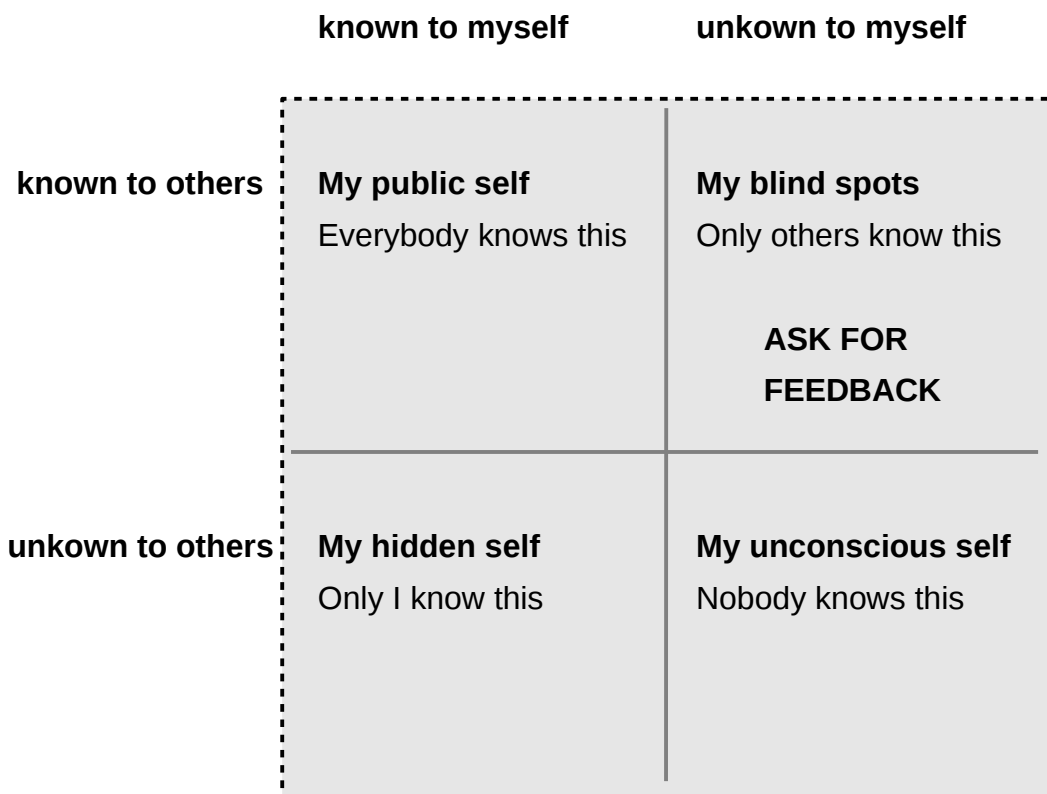 known to myself unkown to myself
known to others My public self My blind spots
Everybody knows this Only others know this
ASK FOR
FEEDBACK
unkown to others My hidden self My unconscious self
Only I know this Nobody knows this